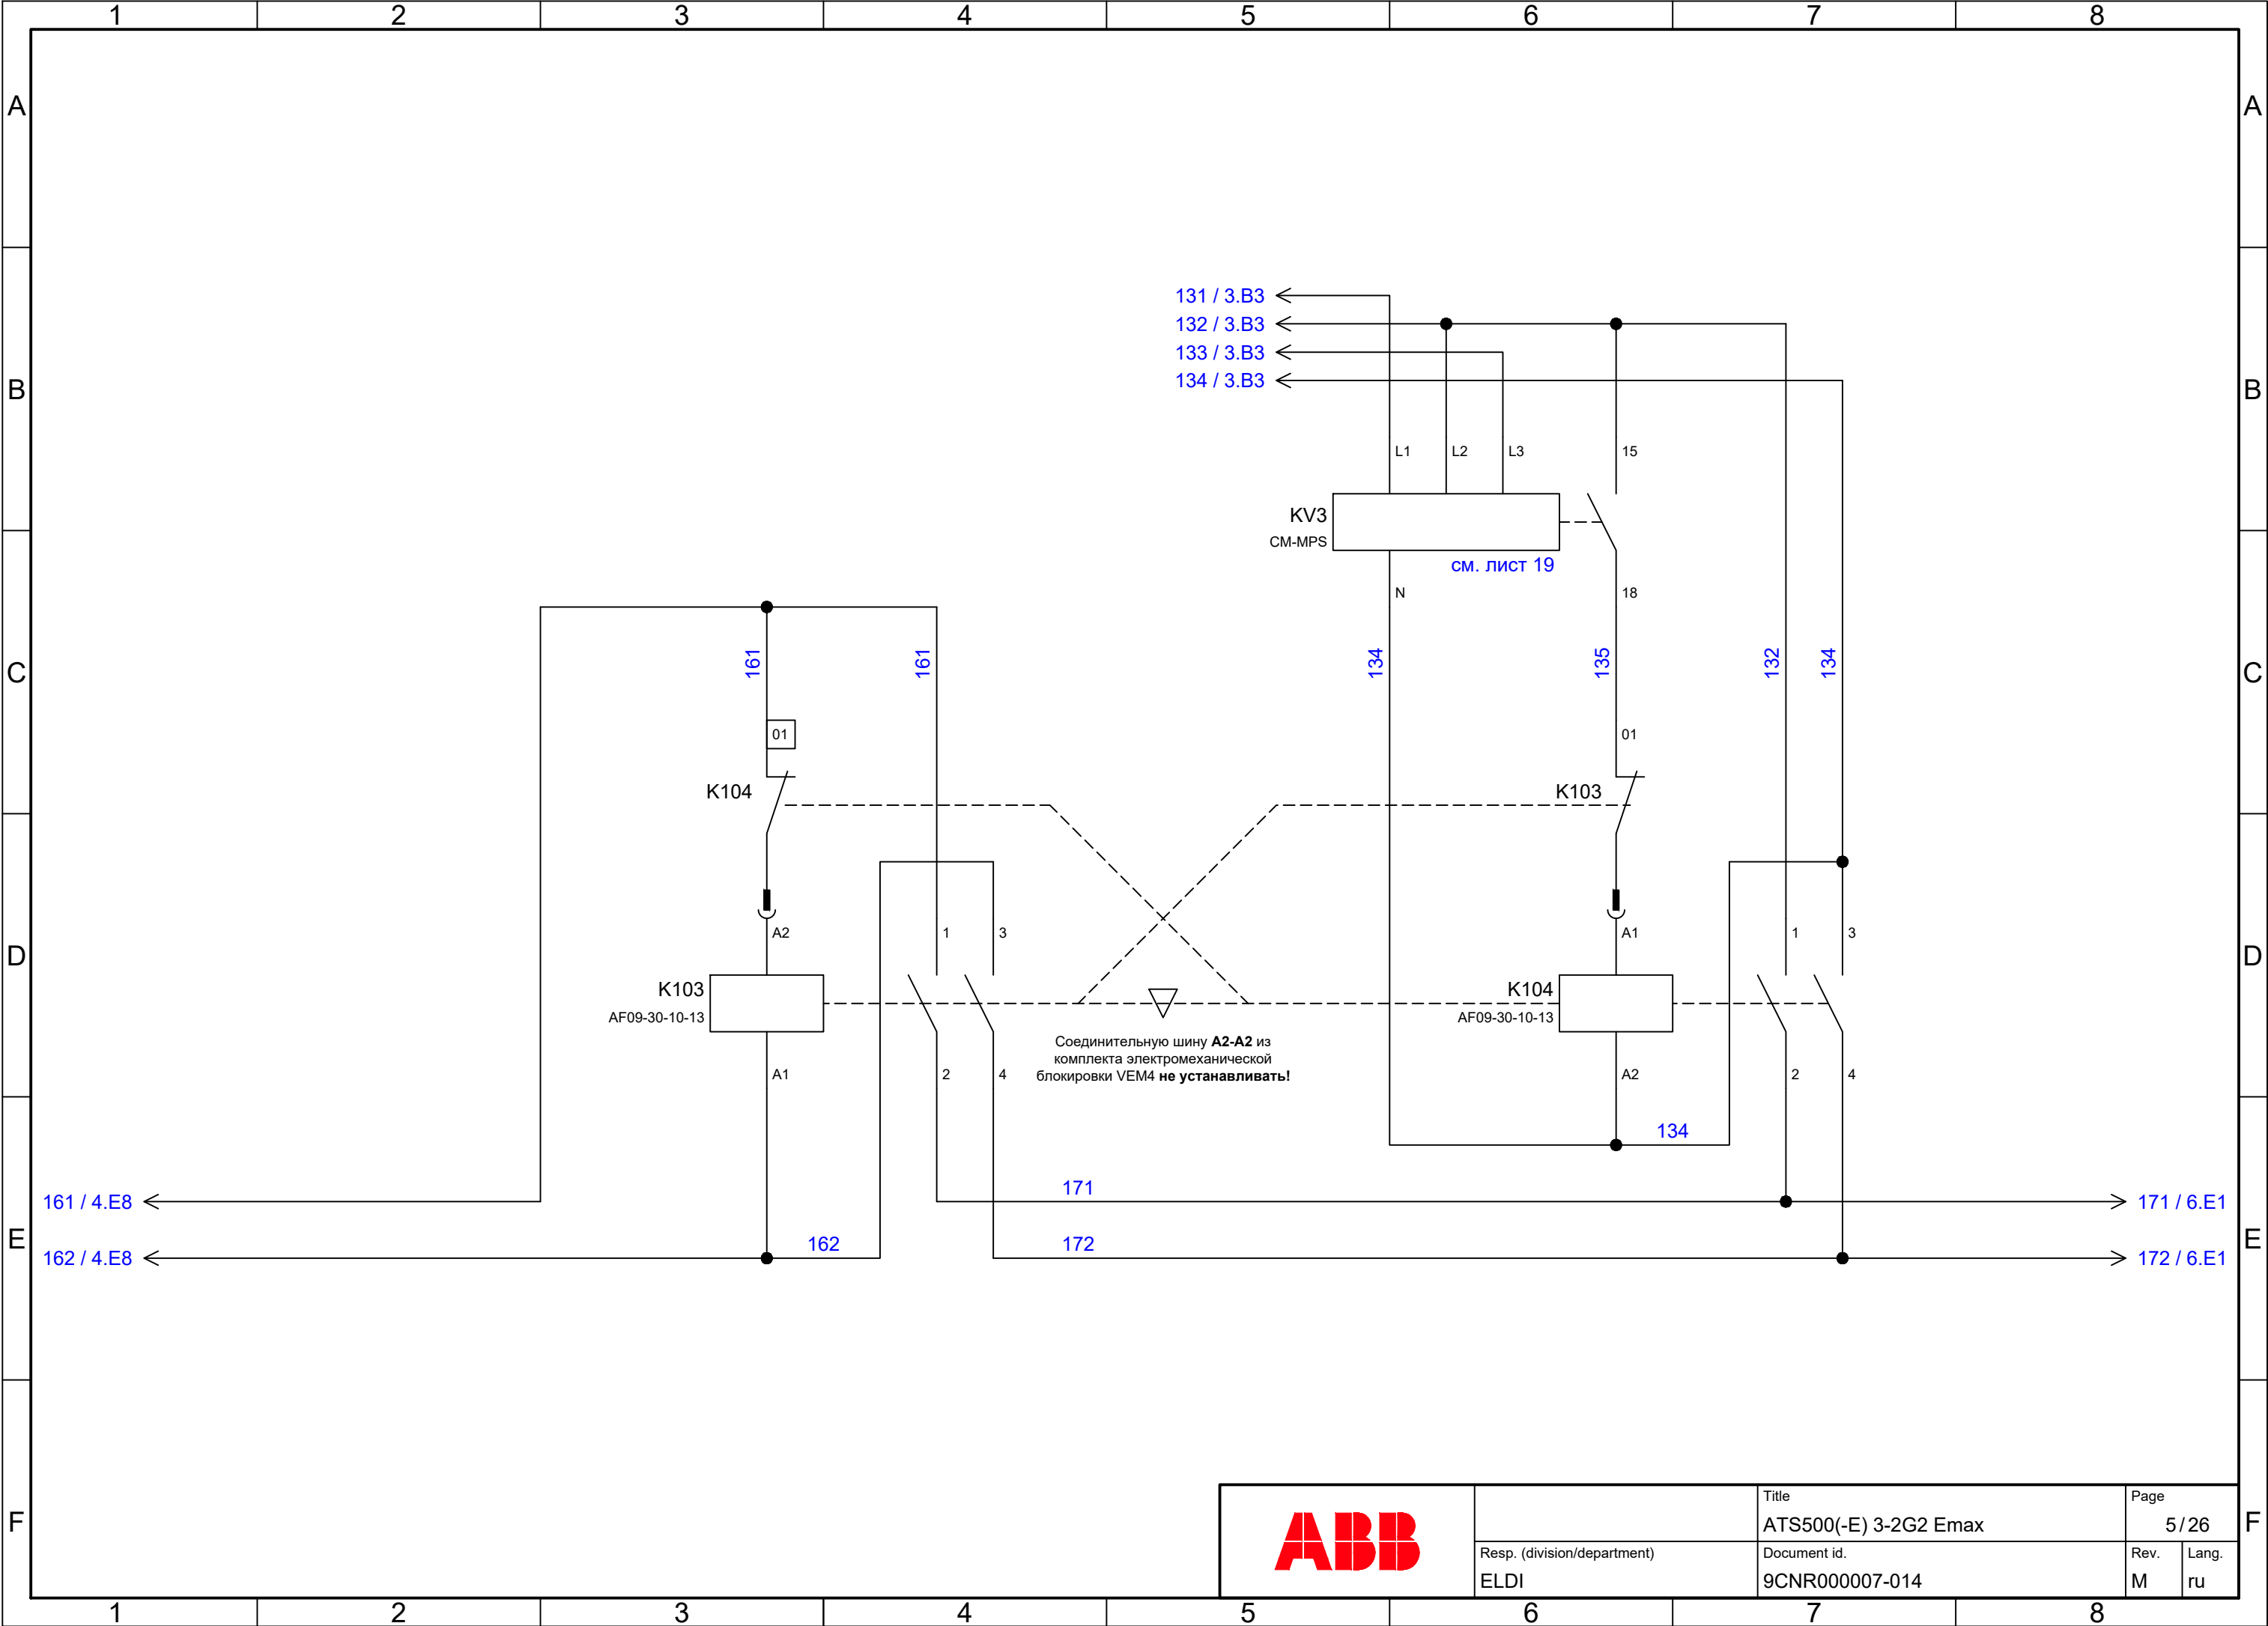 1 2 3 4 5 6 7 8
A A
131 / 3.B3
132 / 3.B3
133 / 3.B3
134 / 3.B3
B B
L1 L2 L3 15
KV3
CM-MPS
см. лист 19
N 18
C 161 161 134 135 132 134 C
01 01
K104 K103
A2 1 3 A1 1 3
D D
K103 K104
AF09-30-10-13 AF09-30-10-13
Соединительную шину A2-A2 из
комплекта электромеханической
блокировки VEM4 не устанавливать!
A1 2 4 A2 2 4
134
171
161 / 4.E8 171 / 6.E1
E E
162 172
162 / 4.E8 172 / 6.E1
F F
ABB
Title
ATS500(-E) 3-2G2 Emax
Page
5/26
Resp. (division/department)
ELDI
Document id.
9CNR000007-014
Rev.
M
Lang.
ru
1 2 3 4 5 6 7 8